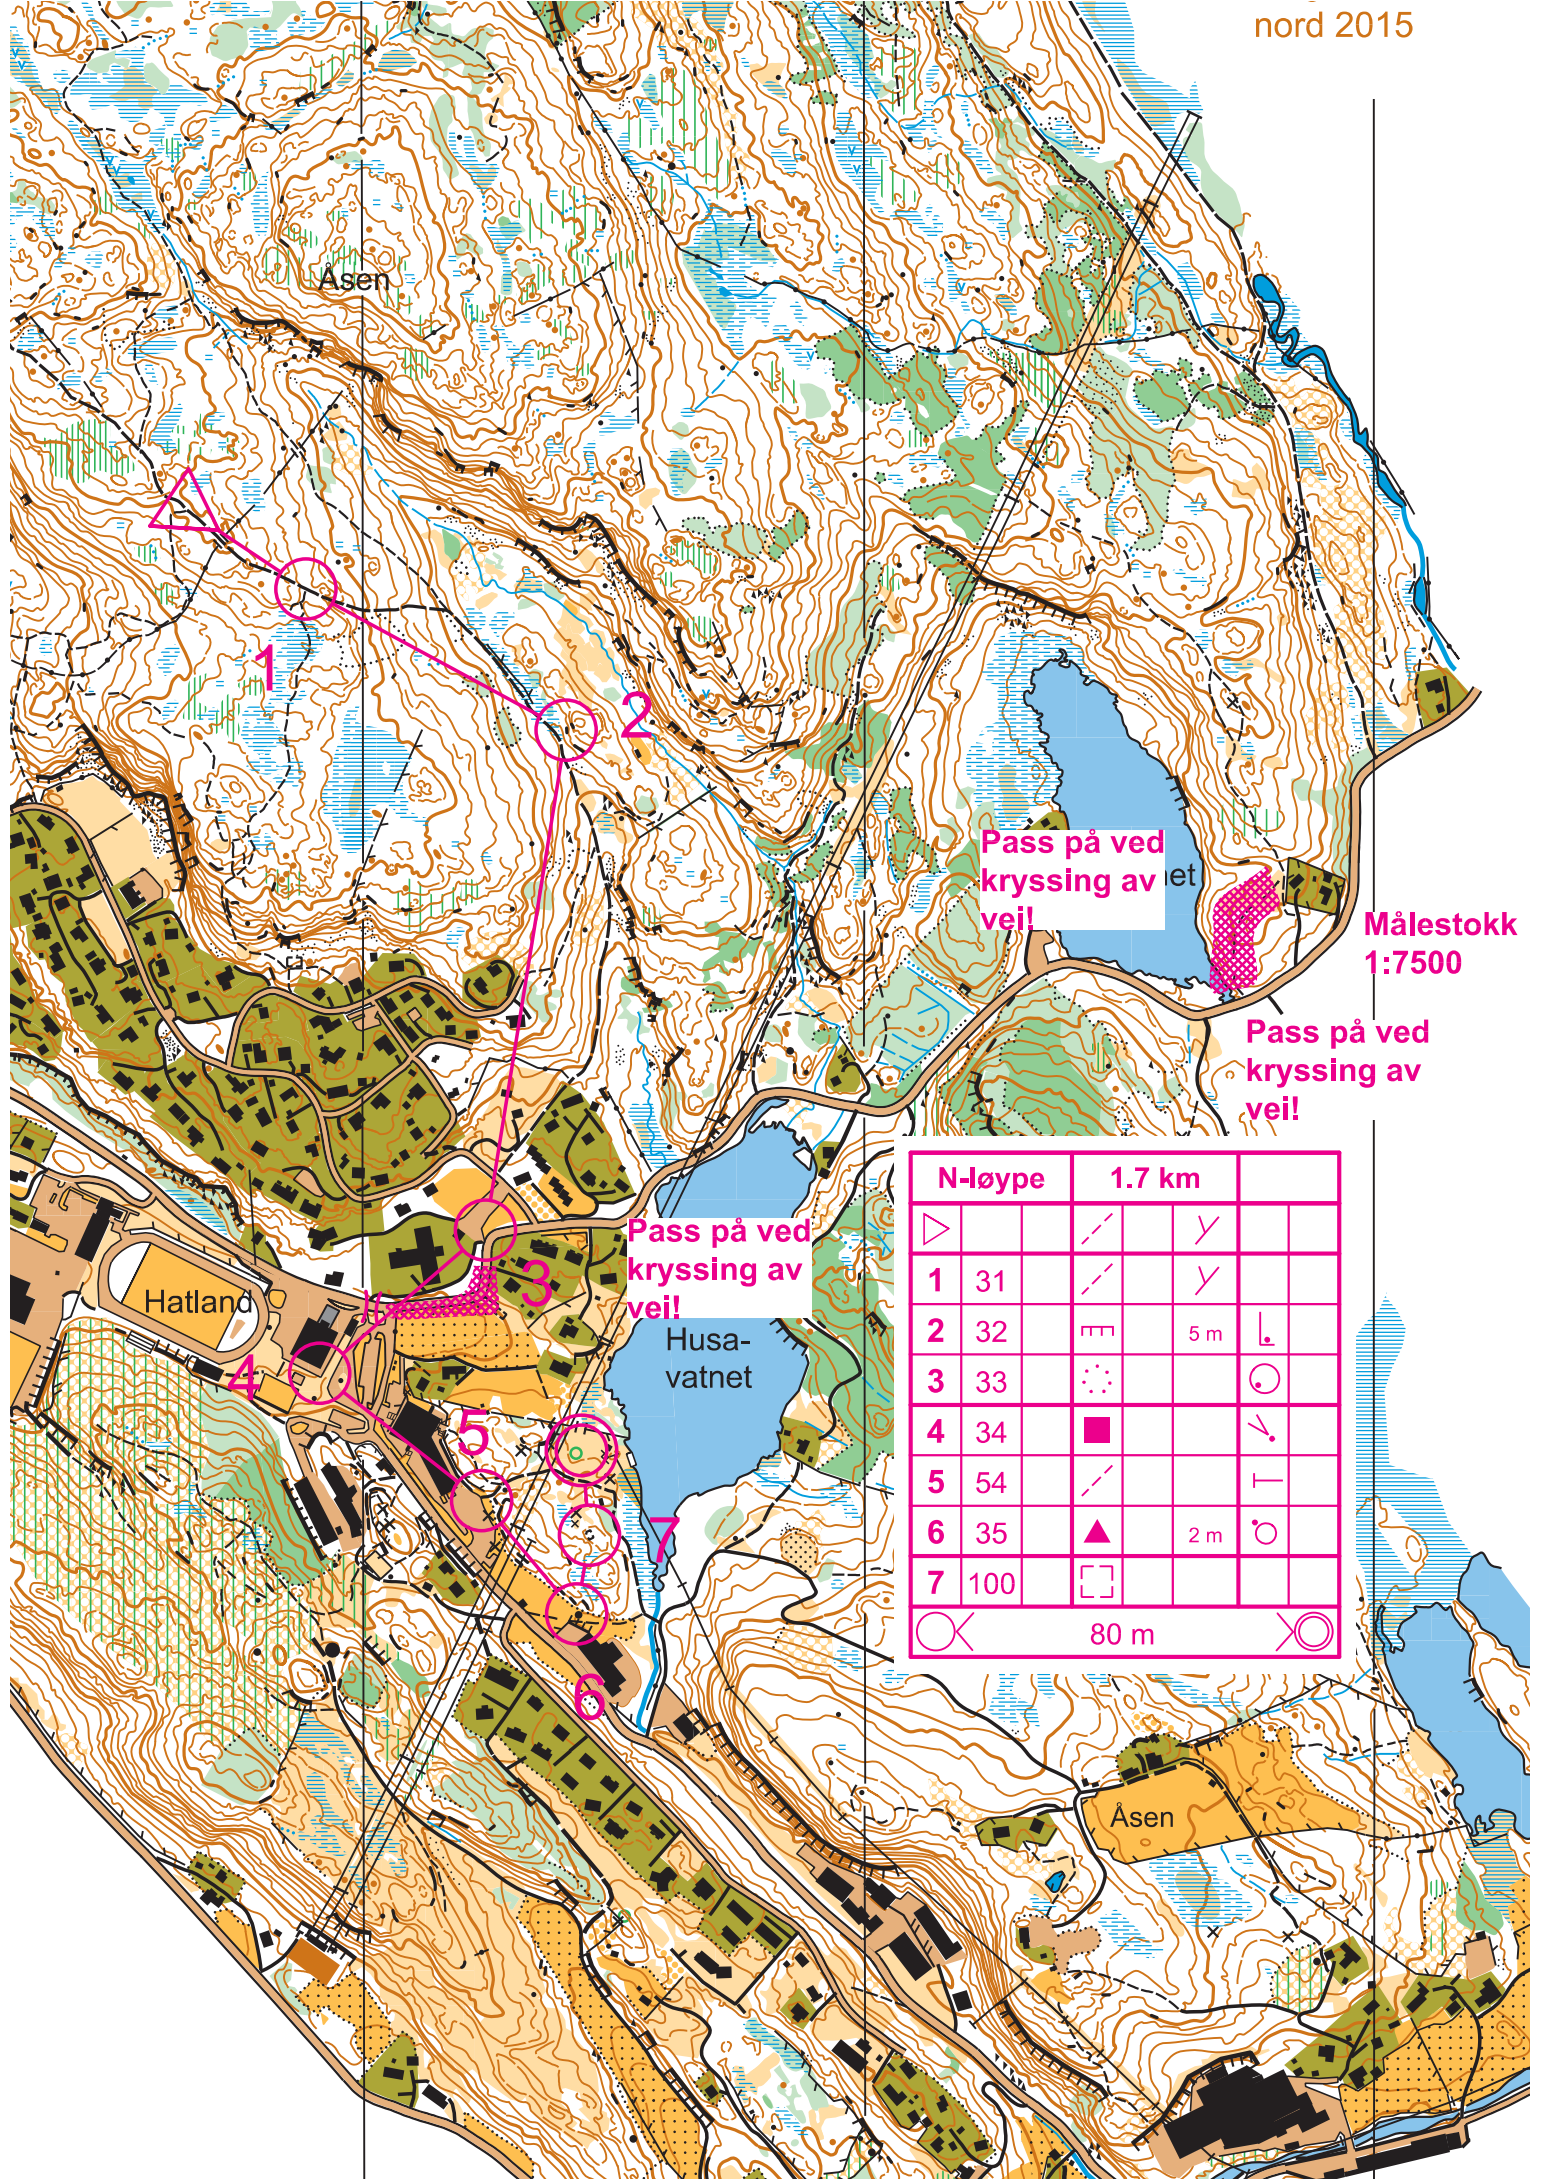 nord 2015
Åsen
1
2
Pass på ved
kryssing av
vei!
et
Målestokk
1:7500
Pass på ved
kryssing av
vei!
Pass på ved
kryssing av
vei!
3
Hatland
Husa-
vatnet
4
5
7
6
Åsen
N-løype 1.7 km
1 31
2 32 5 m
3 33
4 34
5 54
6 35 2 m
7 100
80 m